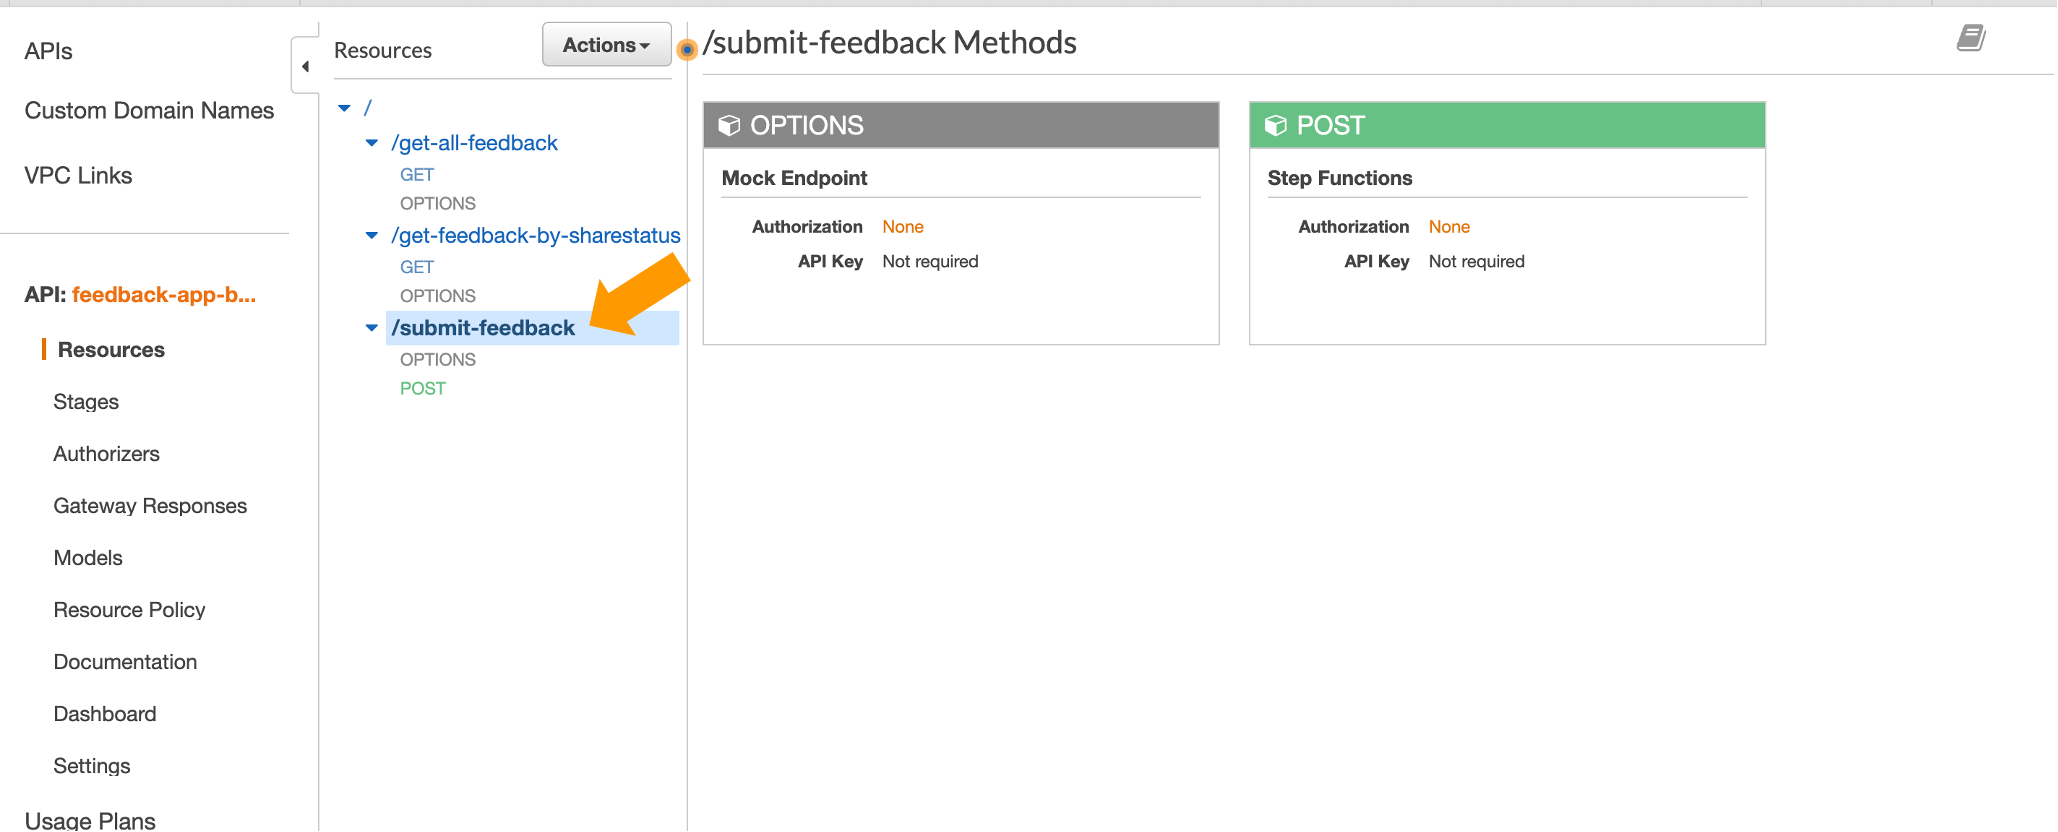 APIs
Custom Domain Names
VPC Links
API: feedback-app-b...
Resources
Stages
Authorizers
Gateway Responses
Models
Resource Policy
Documentation
Dashboard
Settings
Usage Plans
Resources
Actions
/
/get-all-feedback
GET
OPTIONS
/get-feedback-by-sharestatus
GET
OPTIONS
/submit-feedback
OPTIONS
POST
/submit-feedback Methods
OPTIONS
Mock Endpoint
Authorization None
API Key Not required
POST
Step Functions
Authorization None
API Key Not required